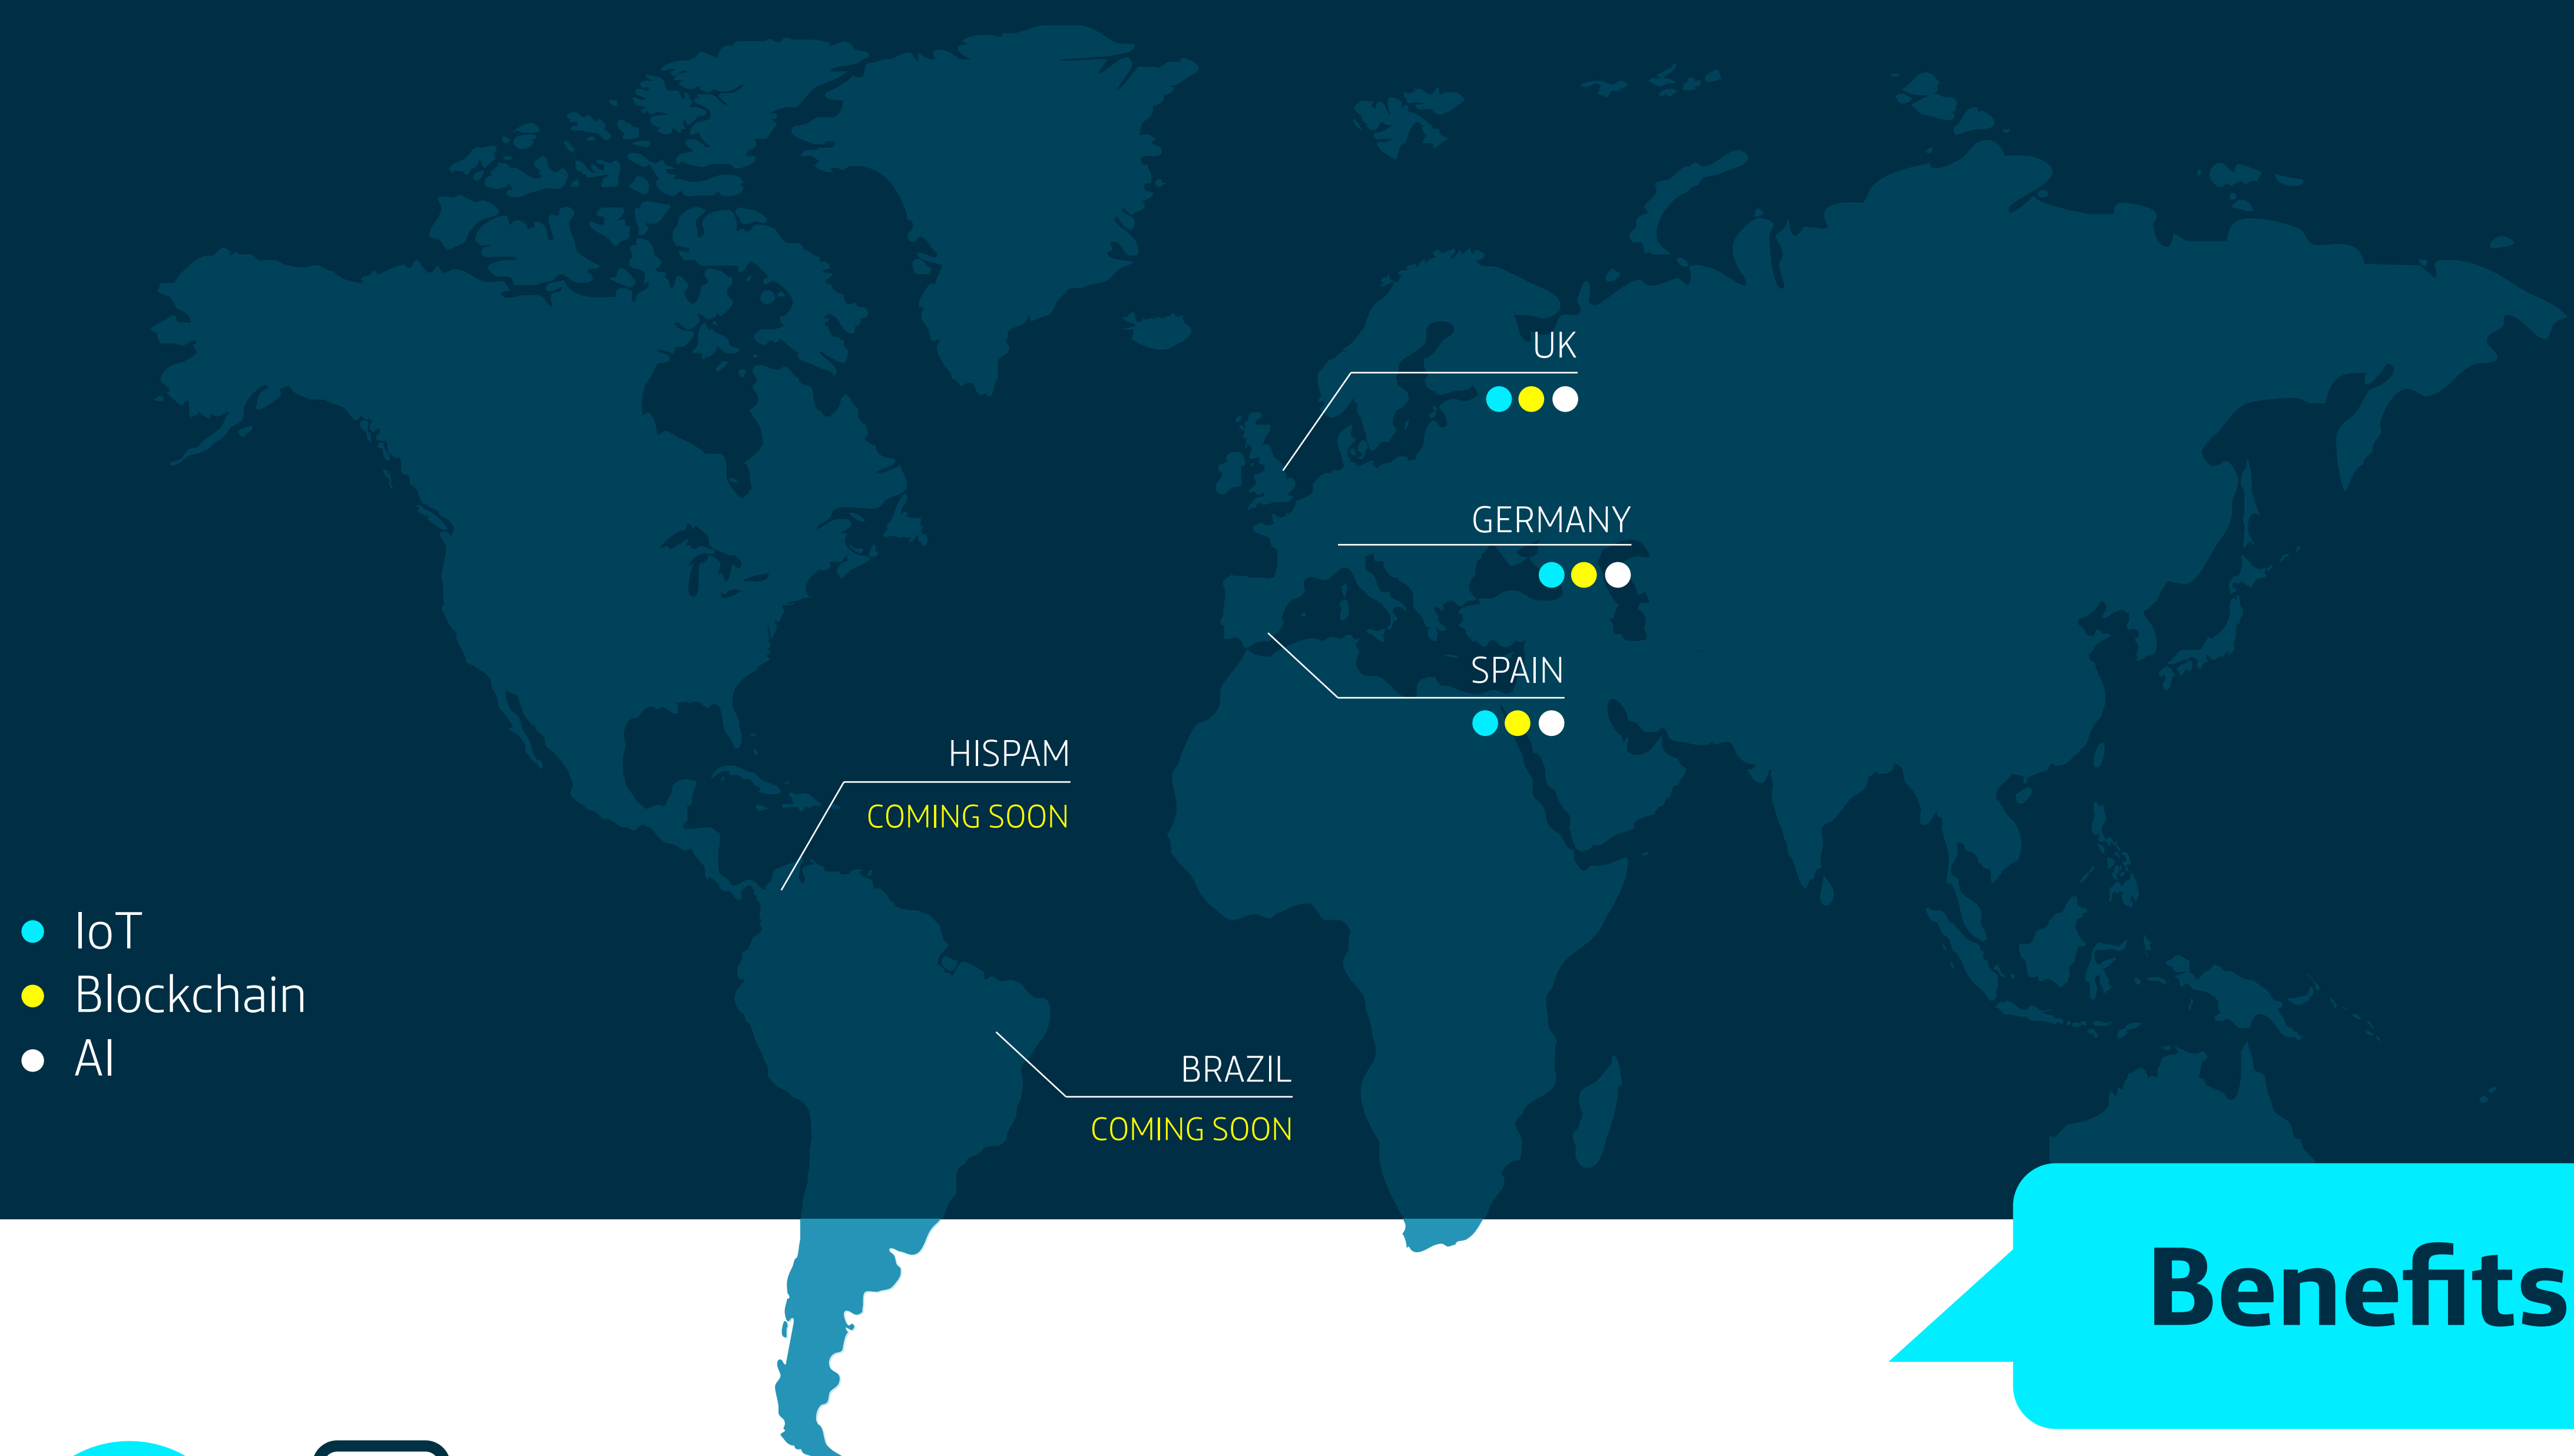 UK
GERMANY
SPAIN
HISPAM
COMING SOON
IoT
Blockchain
AI
BRAZIL
COMING SOON
Benefits